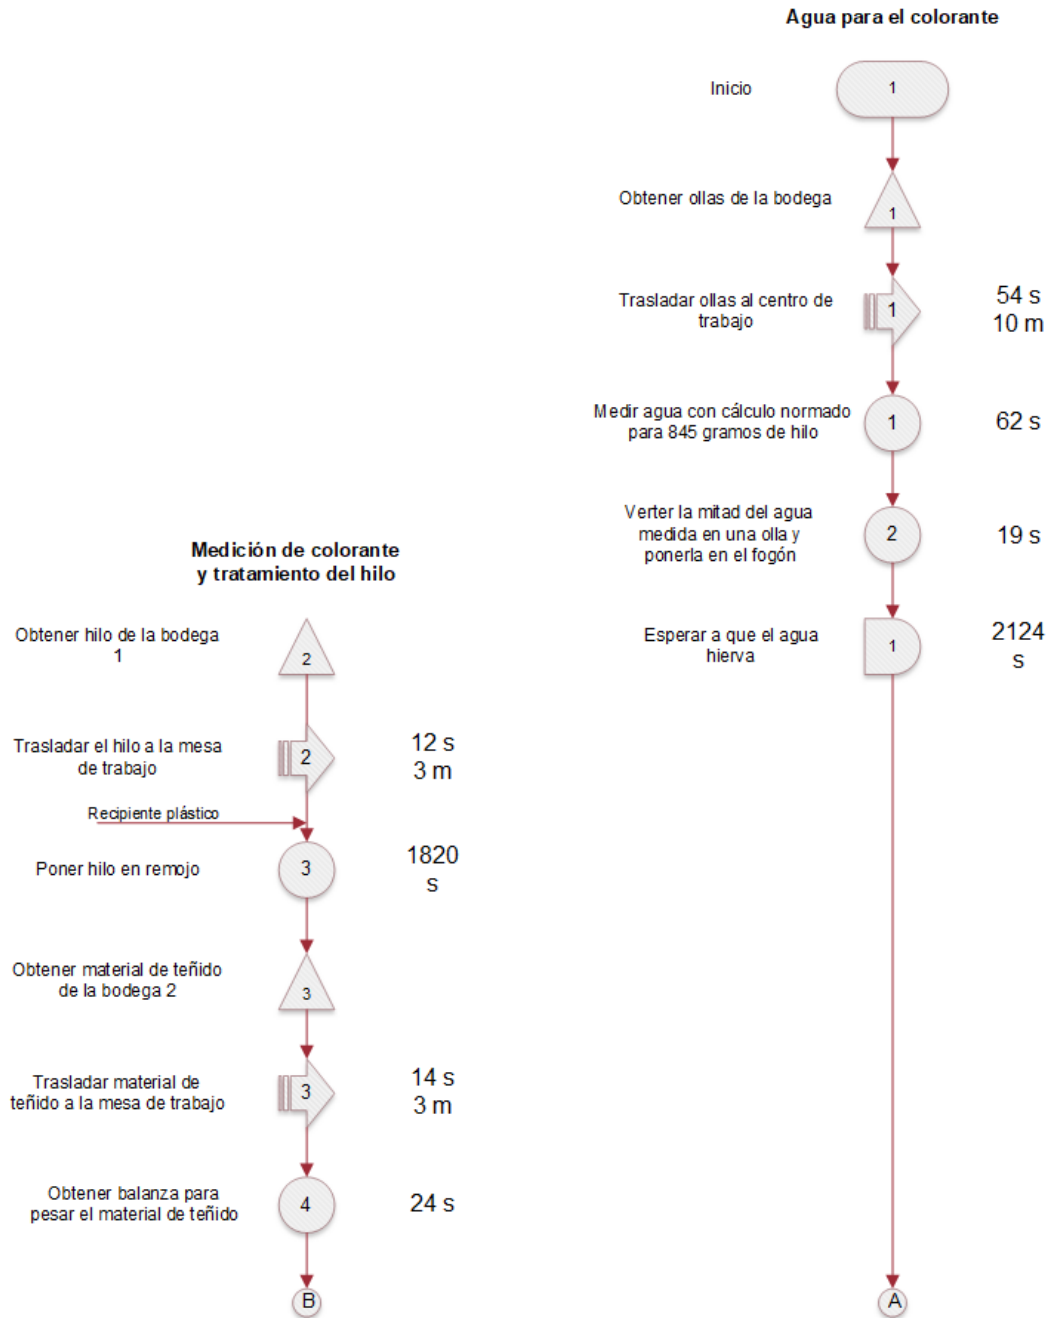 Agua para el colorante
Inicio
1
Obtener ollas de la bodega
1
Trasladar ollas al centro de
trabajo
1
54 s
10 m
Medir agua con cálculo normado
para 845 gramos de hilo
1
62 s
Verter la mitad del agua
medida en una olla y
ponerla en el fogón
2
19 s
Esperar a que el agua
hierva
1
2124
s
A
Medición de colorante
y tratamiento del hilo
Obtener hilo de la bodega
1
2
Trasladar el hilo a la mesa
de trabajo
2
12 s
3 m
Recipiente plástico
Poner hilo en remojo
3
1820
s
Obtener material de teñido
de la bodega 2
3
Trasladar material de
teñido a la mesa de trabajo
3
14 s
3 m
Obtener balanza para
pesar el material de teñido
4
24 s
B